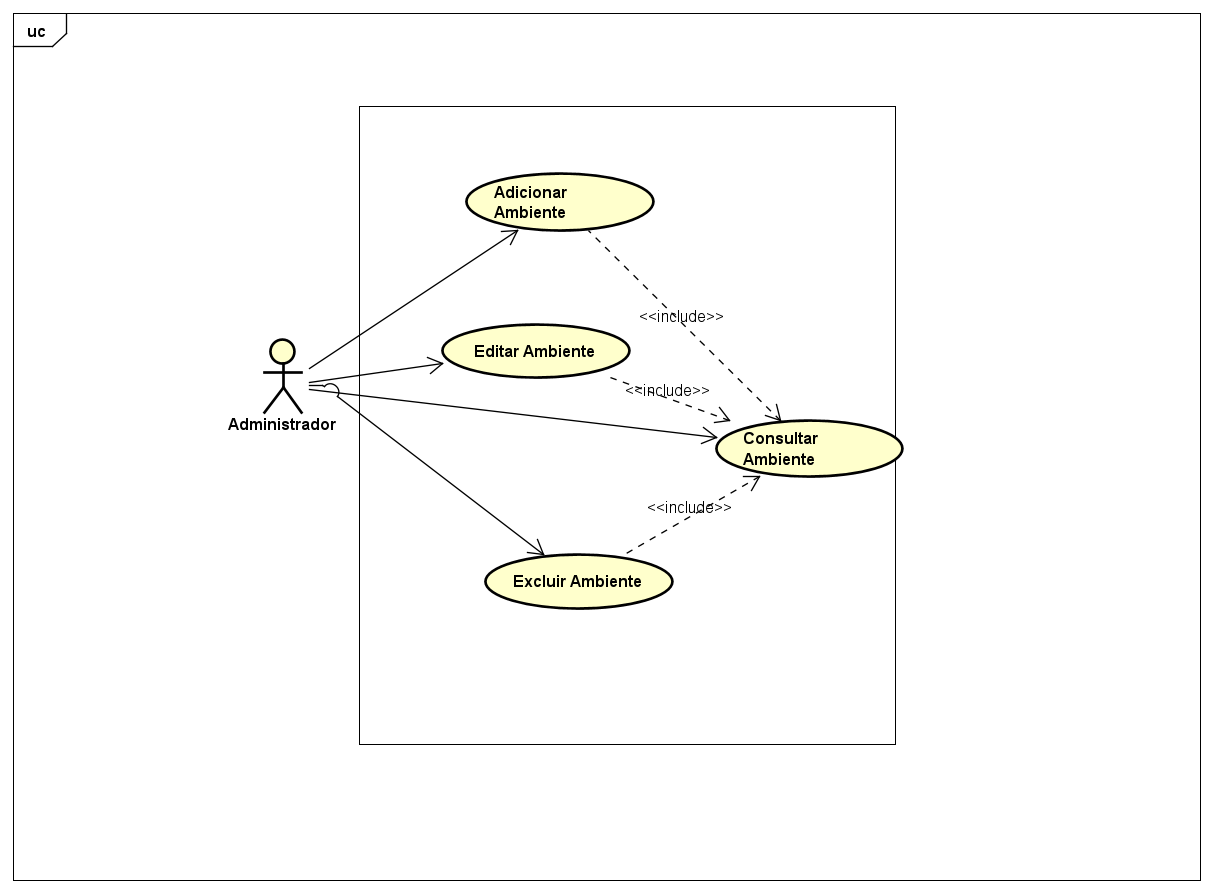 uc
Adicionar
Ambiente
<<include>>
Editar Ambiente
<<include>>
Administrador
Consultar
Ambiente
<<include>>
Excluir Ambiente